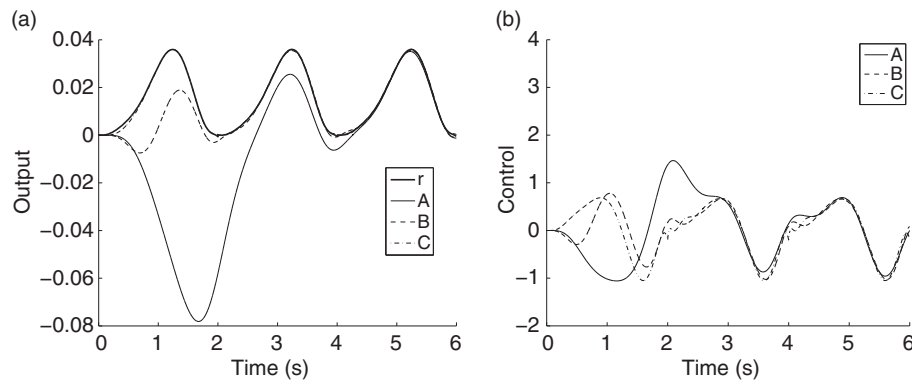 (a)
0.04
0.02
0
−0.02
−0.04
−0.06
−0.08
Output
0 1 2 3 4 5 6
Time (s)
r
A
B
C
(b)
4
3
2
1
0
−1
−2
Control
0 1 2 3 4 5 6
Time (s)
A
B
C